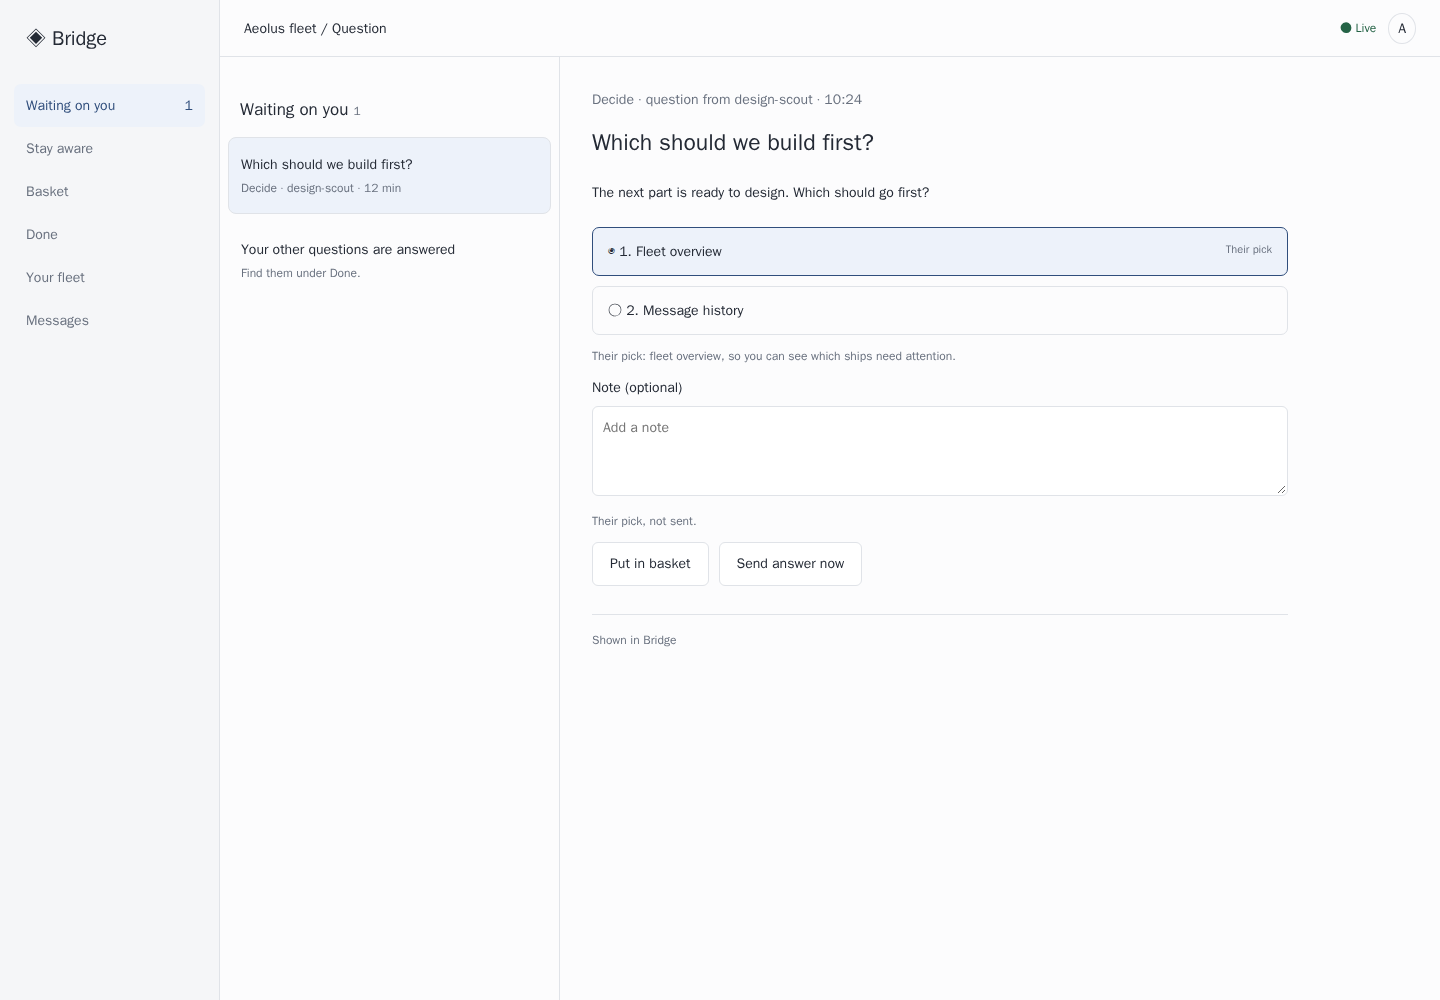 Bridge
Waiting on you 1
Stay aware
Basket
Done
Your fleet
Messages
Aeolus fleet / Question
Live
A
Waiting on you 1
Which should we build first?
Decide · design-scout · 12 min
Your other questions are answered
Find them under Done.
Decide · question from design-scout · 10:24
Which should we build first?
The next part is ready to design. Which should go first?
1. Fleet overview
Their pick
2. Message history
Their pick: fleet overview, so you can see which ships need attention.
Note (optional)
Add a note
Their pick, not sent.
Put in basket
Send answer now
Shown in Bridge